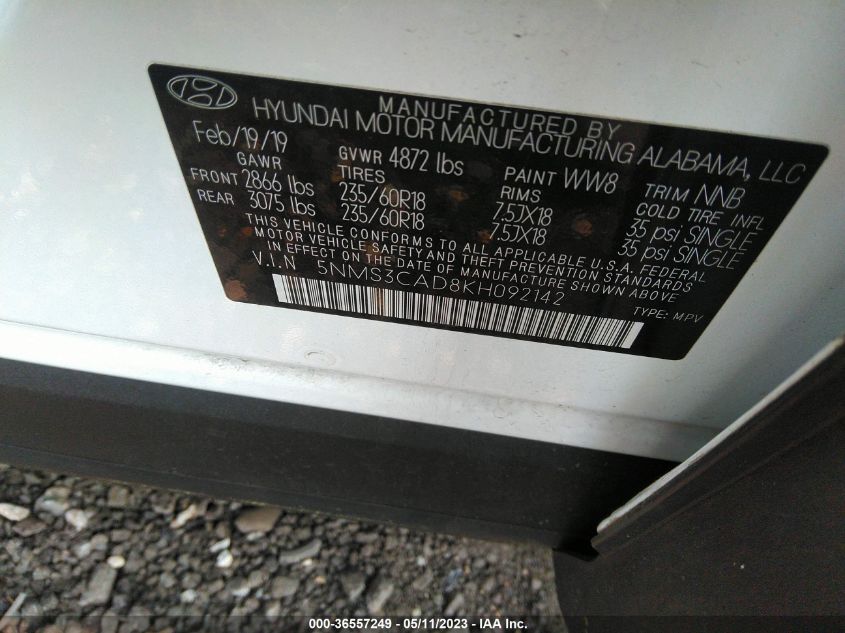 MANUFACTURED BY
HYUNDAI MOTOR MANUFACTURING ALABAMA, LLC
Feb/19/19 GVWR 4872 lbs PAINT WW8 TRIM NNB
GAWR TIRES RIMS COLD TIRE INFL
FRONT 2866 lbs 235/60R18 7.5JX18 35 psi SINGLE
REAR 3075 lbs 235/60R18 7.5JX18 35 psi SINGLE
THIS VEHICLE CONFORMS TO ALL APPLICABLE U.S.A. FEDERAL
MOTOR VEHICLE SAFETY AND THEFT PREVENTION STANDARDS
IN EFFECT ON THE DATE OF MANUFACTURE SHOWN ABOVE
V.I.N 5NMS3CAD8KH092142
TYPE: MPV
000-36557249 - 05/11/2023 - IAA Inc.